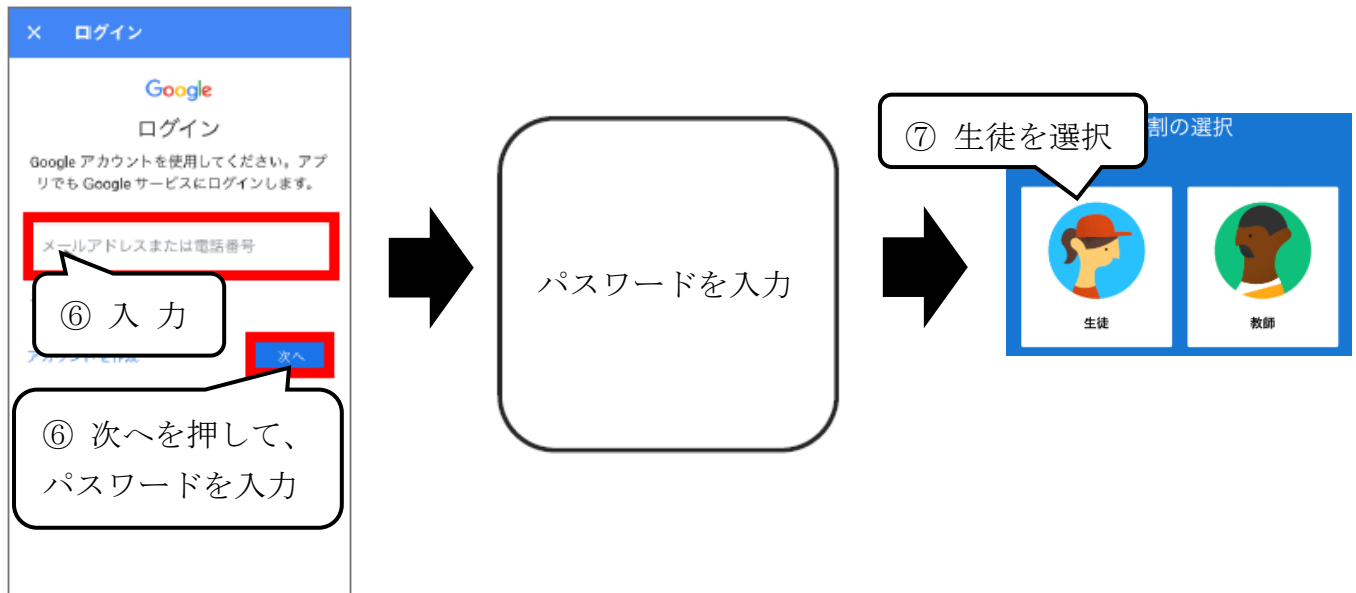 × ログイン
Google
ログイン
Google アカウントを使用してください。アプ
リでも Google サービスにログインします。
メールアドレスまたは電話番号
⑥ 入 力
次へ
⑥ 次へを押して、
パスワードを入力
パスワードを入力
⑦ 生徒を選択
割の選択
生徒
教師